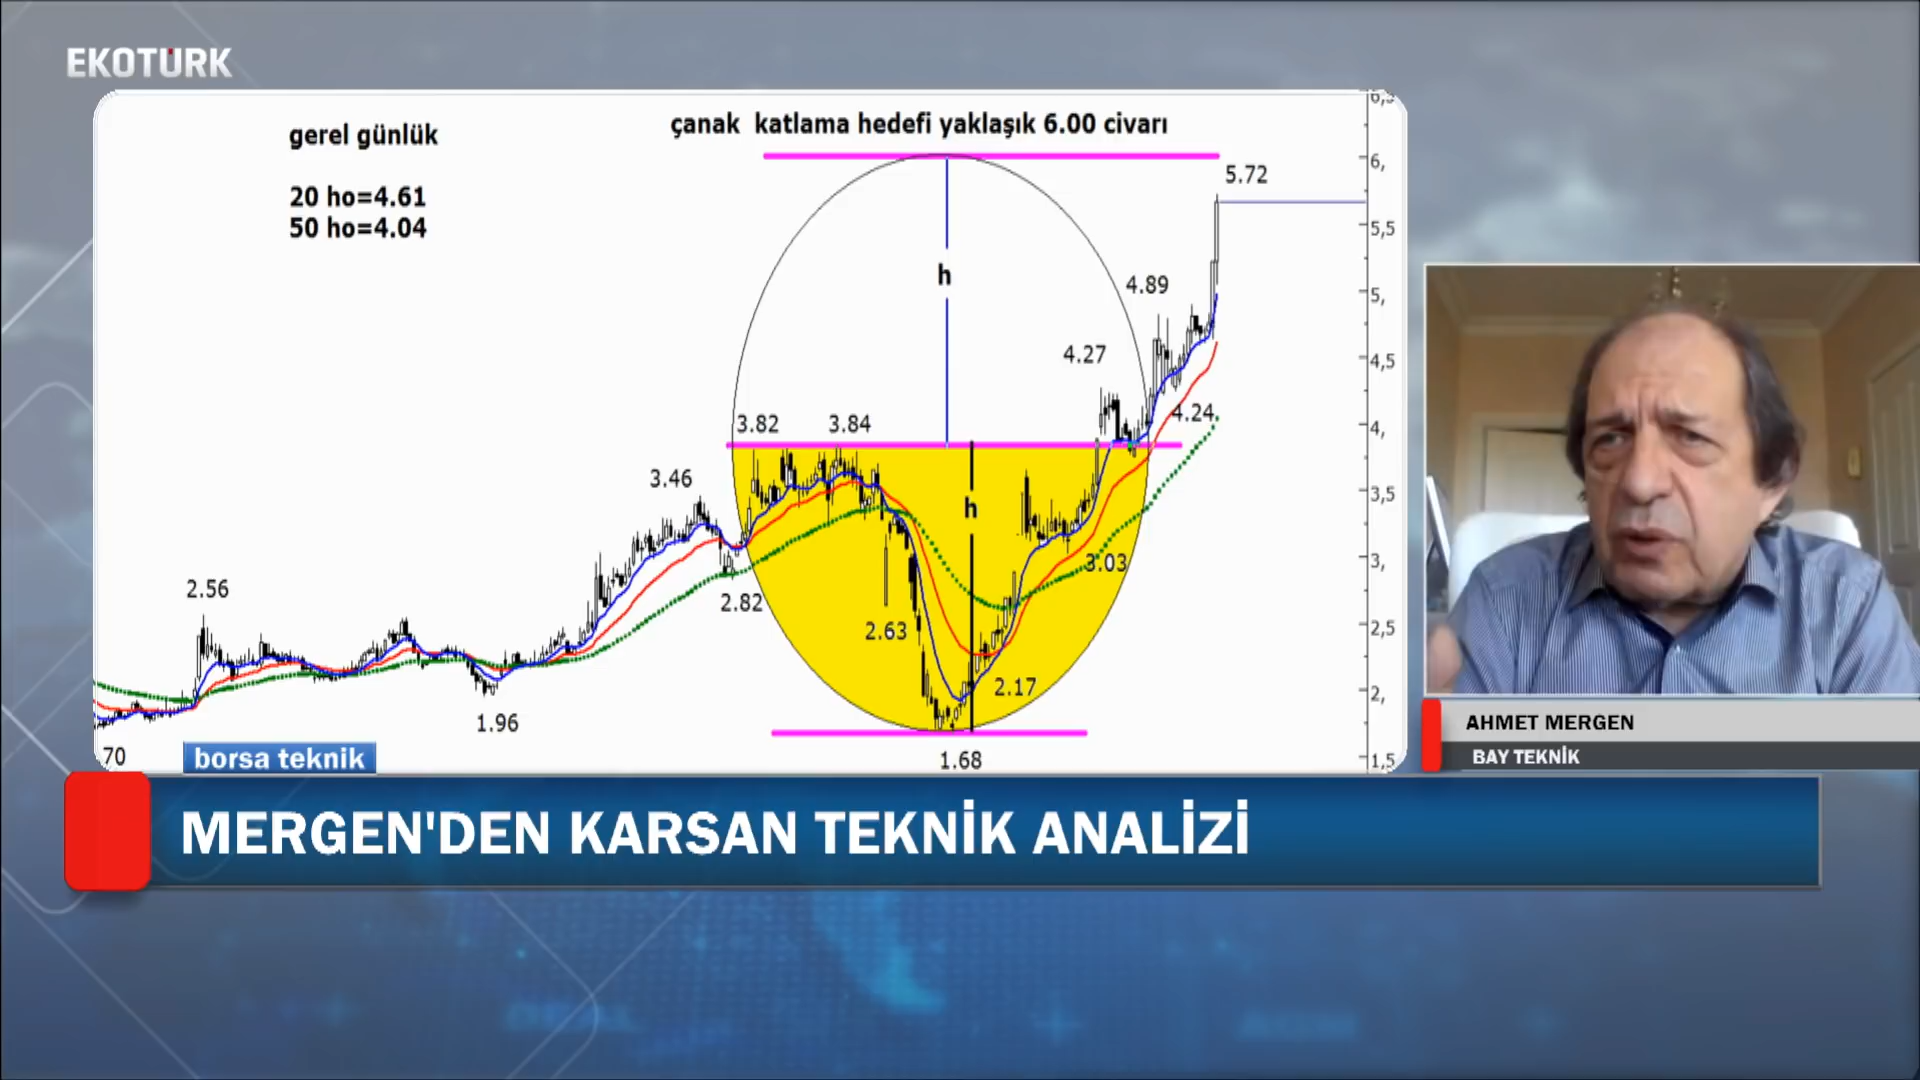 EKOTÜRK
gerel günlük
20 ho=4.61
50 ho=4.04
çanak katlama hedefi yaklaşık 6.00 civarı
5.72
6,
5,5
5,
4,5
4,
3,5
3,
2,5
2,
1,5
h
4.89
4.27
4.24
3.82
3.84
3.46
h
3.03
2.56
2.82
2.63
2.17
1.96
1.68
70
borsa teknik
AHMET MERGEN
BAY TEKNİK
MERGEN'DEN KARSAN TEKNİK ANALİZİ